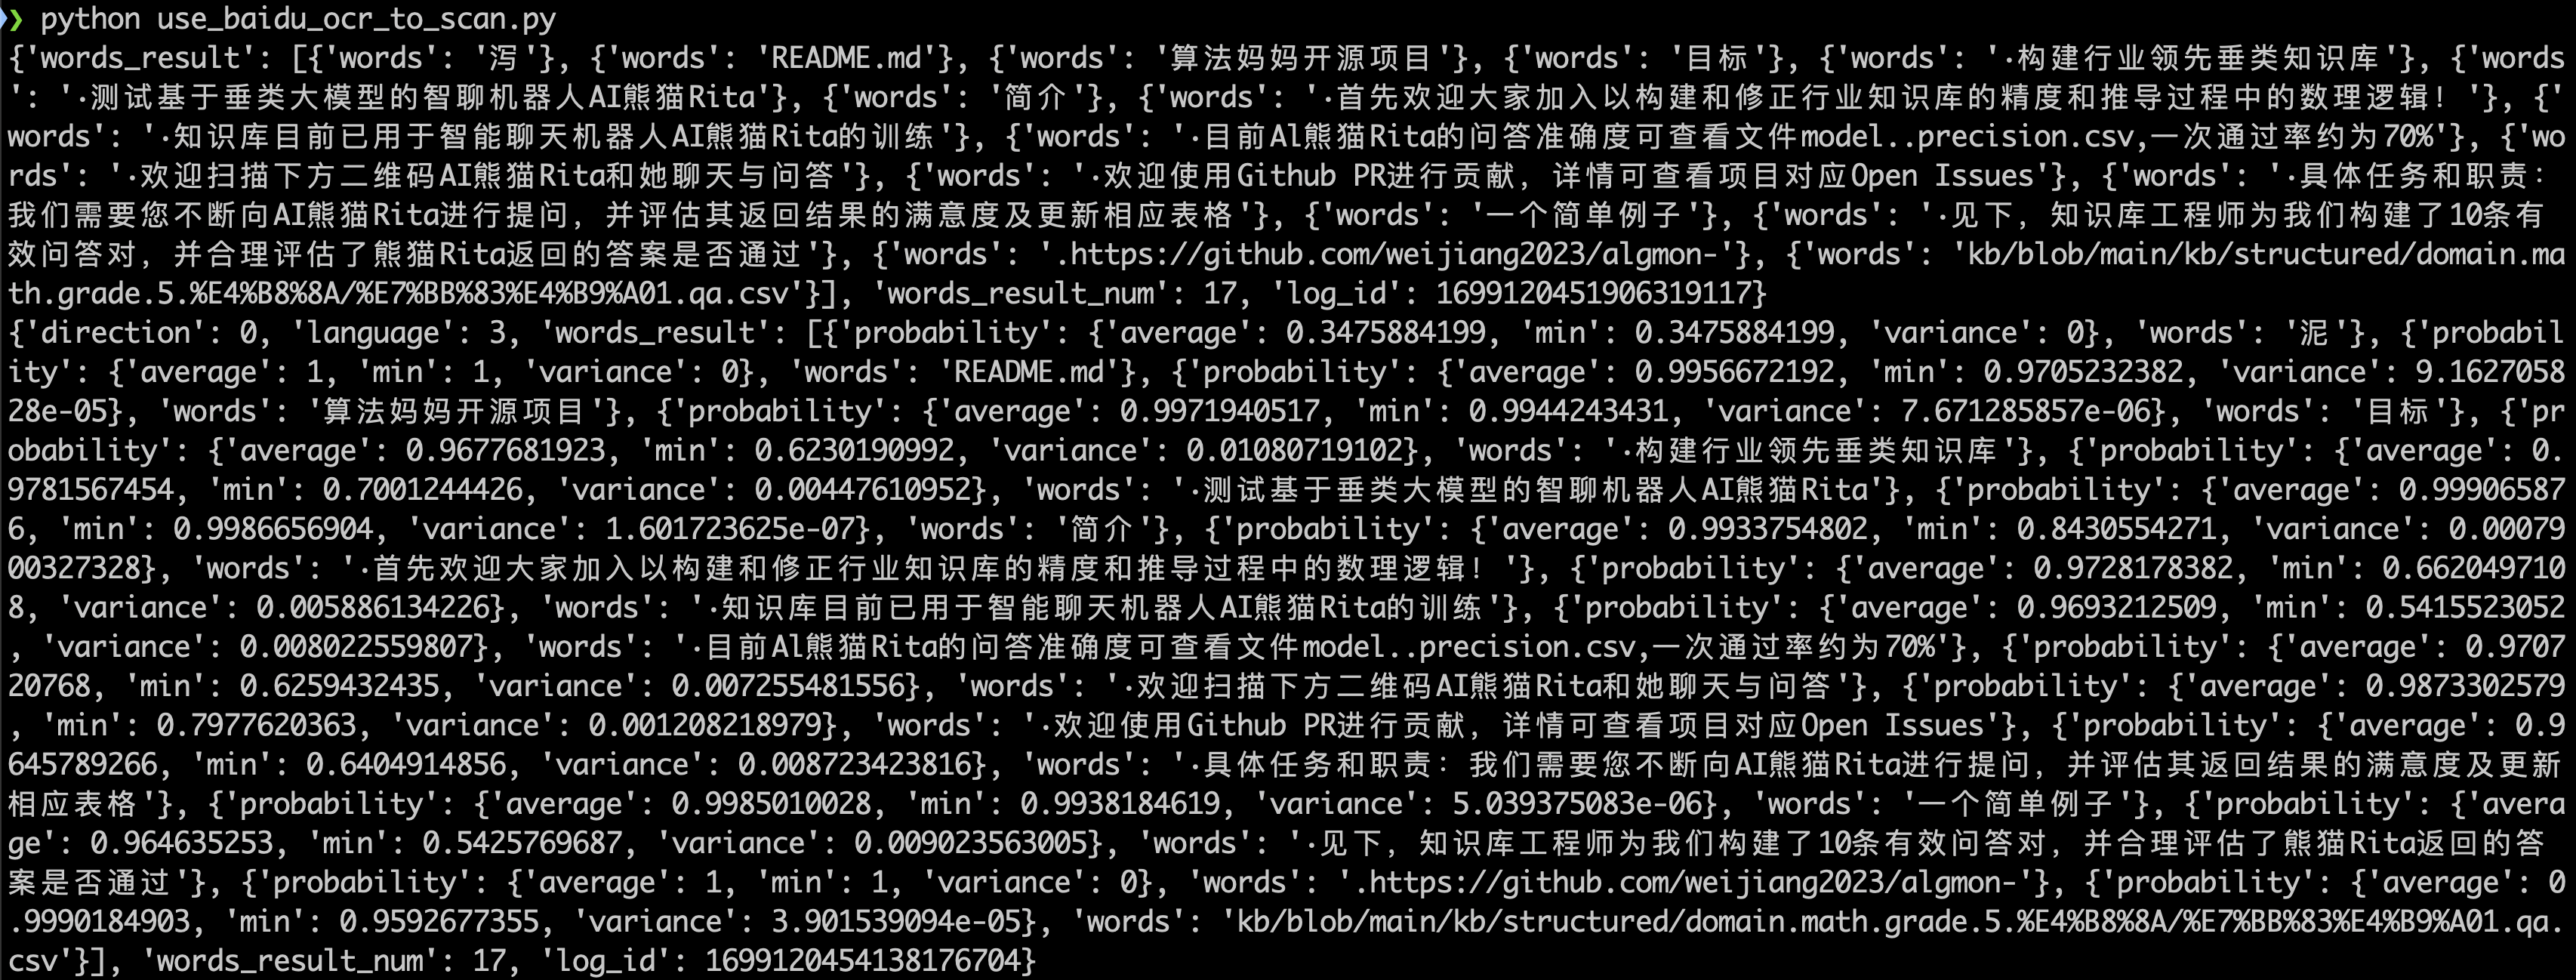 ❯ python use_baidu_ocr_to_scan.py
{'words_result': [{'words': '泻'}, {'words': 'README.md'}, {'words': '算法妈妈开源项目'}, {'words': '目标'}, {'words': '·构建行业领先垂类知识库'}, {'words
': '·测试基于垂类大模型的智聊机器人AI熊猫Rita'}, {'words': '简介'}, {'words': '·首先欢迎大家加入以构建和修正行业知识库的精度和推导过程中的数理逻辑！'}, {'
words': '·知识库目前已用于智能聊天机器人AI熊猫Rita的训练'}, {'words': '·目前Al熊猫Rita的问答准确度可查看文件model..precision.csv,一次通过率约为70%'}, {'wo
rds': '·欢迎扫描下方二维码AI熊猫Rita和她聊天与问答'}, {'words': '·欢迎使用Github PR进行贡献，详情可查看项目对应Open Issues'}, {'words': '·具体任务和职责：
我们需要您不断向AI熊猫Rita进行提问，并评估其返回结果的满意度及更新相应表格'}, {'words': '一个简单例子'}, {'words': '·见下，知识库工程师为我们构建了10条有
效问答对，并合理评估了熊猫Rita返回的答案是否通过'}, {'words': '.https://github.com/weijiang2023/algmon-'}, {'words': 'kb/blob/main/kb/structured/domain.ma
th.grade.5.%E4%B8%8A/%E7%BB%83%E4%B9%A01.qa.csv'}], 'words_result_num': 17, 'log_id': 1699120451906319117}
{'direction': 0, 'language': 3, 'words_result': [{'probability': {'average': 0.3475884199, 'min': 0.3475884199, 'variance': 0}, 'words': '泥'}, {'probabil
ity': {'average': 1, 'min': 1, 'variance': 0}, 'words': 'README.md'}, {'probability': {'average': 0.9956672192, 'min': 0.9705232382, 'variance': 9.1627058
28e-05}, 'words': '算法妈妈开源项目'}, {'probability': {'average': 0.9971940517, 'min': 0.9944243431, 'variance': 7.671285857e-06}, 'words': '目标'}, {'pr
obability': {'average': 0.9677681923, 'min': 0.6230190992, 'variance': 0.01080719102}, 'words': '·构建行业领先垂类知识库'}, {'probability': {'average': 0.
9781567454, 'min': 0.7001244426, 'variance': 0.00447610952}, 'words': '·测试基于垂类大模型的智聊机器人AI熊猫Rita'}, {'probability': {'average': 0.99906587
6, 'min': 0.9986656904, 'variance': 1.601723625e-07}, 'words': '简介'}, {'probability': {'average': 0.9933754802, 'min': 0.8430554271, 'variance': 0.00079
00327328}, 'words': '·首先欢迎大家加入以构建和修正行业知识库的精度和推导过程中的数理逻辑！'}, {'probability': {'average': 0.9728178382, 'min': 0.662049710
8, 'variance': 0.005886134226}, 'words': '·知识库目前已用于智能聊天机器人AI熊猫Rita的训练'}, {'probability': {'average': 0.9693212509, 'min': 0.5415523052
, 'variance': 0.008022559807}, 'words': '·目前Al熊猫Rita的问答准确度可查看文件model..precision.csv,一次通过率约为70%'}, {'probability': {'average': 0.9707
20768, 'min': 0.6259432435, 'variance': 0.007255481556}, 'words': '·欢迎扫描下方二维码AI熊猫Rita和她聊天与问答'}, {'probability': {'average': 0.9873302579
, 'min': 0.7977620363, 'variance': 0.001208218979}, 'words': '·欢迎使用Github PR进行贡献，详情可查看项目对应Open Issues'}, {'probability': {'average': 0.9
645789266, 'min': 0.6404914856, 'variance': 0.008723423816}, 'words': '·具体任务和职责：我们需要您不断向AI熊猫Rita进行提问，并评估其返回结果的满意度及更新
相应表格'}, {'probability': {'average': 0.9985010028, 'min': 0.9938184619, 'variance': 5.039375083e-06}, 'words': '一个简单例子'}, {'probability': {'avera
ge': 0.964635253, 'min': 0.5425769687, 'variance': 0.009023563005}, 'words': '·见下，知识库工程师为我们构建了10条有效问答对，并合理评估了熊猫Rita返回的答
案是否通过'}, {'probability': {'average': 1, 'min': 1, 'variance': 0}, 'words': '.https://github.com/weijiang2023/algmon-'}, {'probability': {'average': 0
.9990184903, 'min': 0.9592677355, 'variance': 3.901539094e-05}, 'words': 'kb/blob/main/kb/structured/domain.math.grade.5.%E4%B8%8A/%E7%BB%83%E4%B9%A01.qa.
csv'}], 'words_result_num': 17, 'log_id': 1699120454138176704}